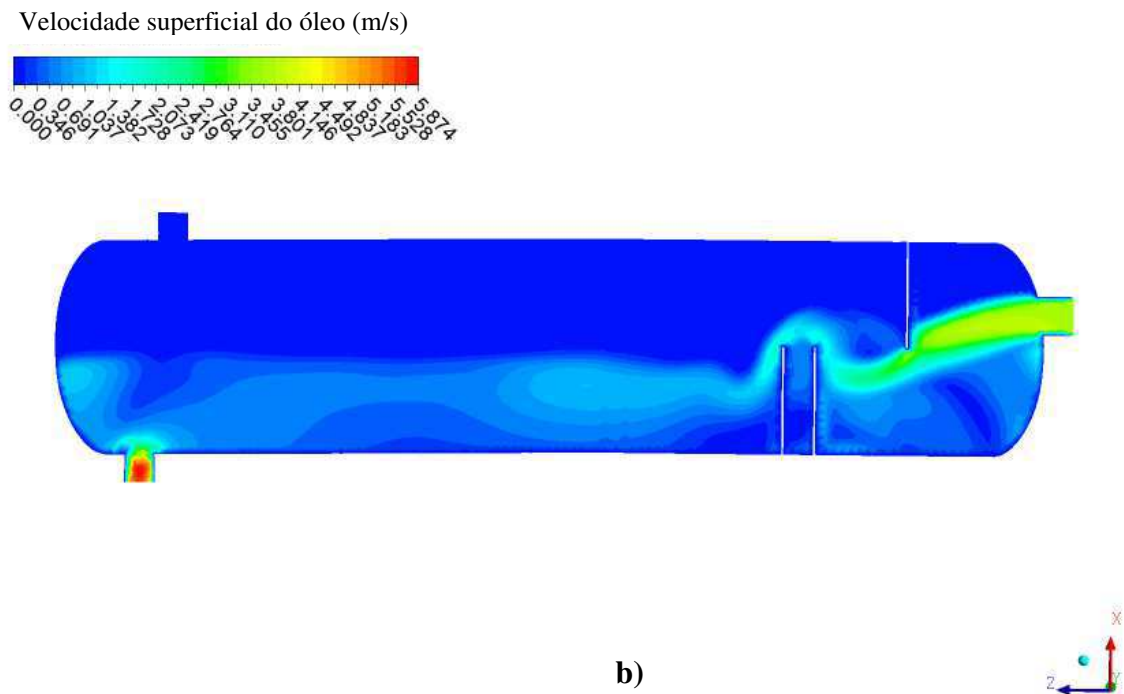 Velocidade superficial do óleo (m/s)
0.000 0.346 0.691 1.037 1.382 1.728 2.073 2.419 2.764 3.110 3.455 3.801 4.146 4.492 4.837 5.183 5.528 5.874
X
Z
Y
b)